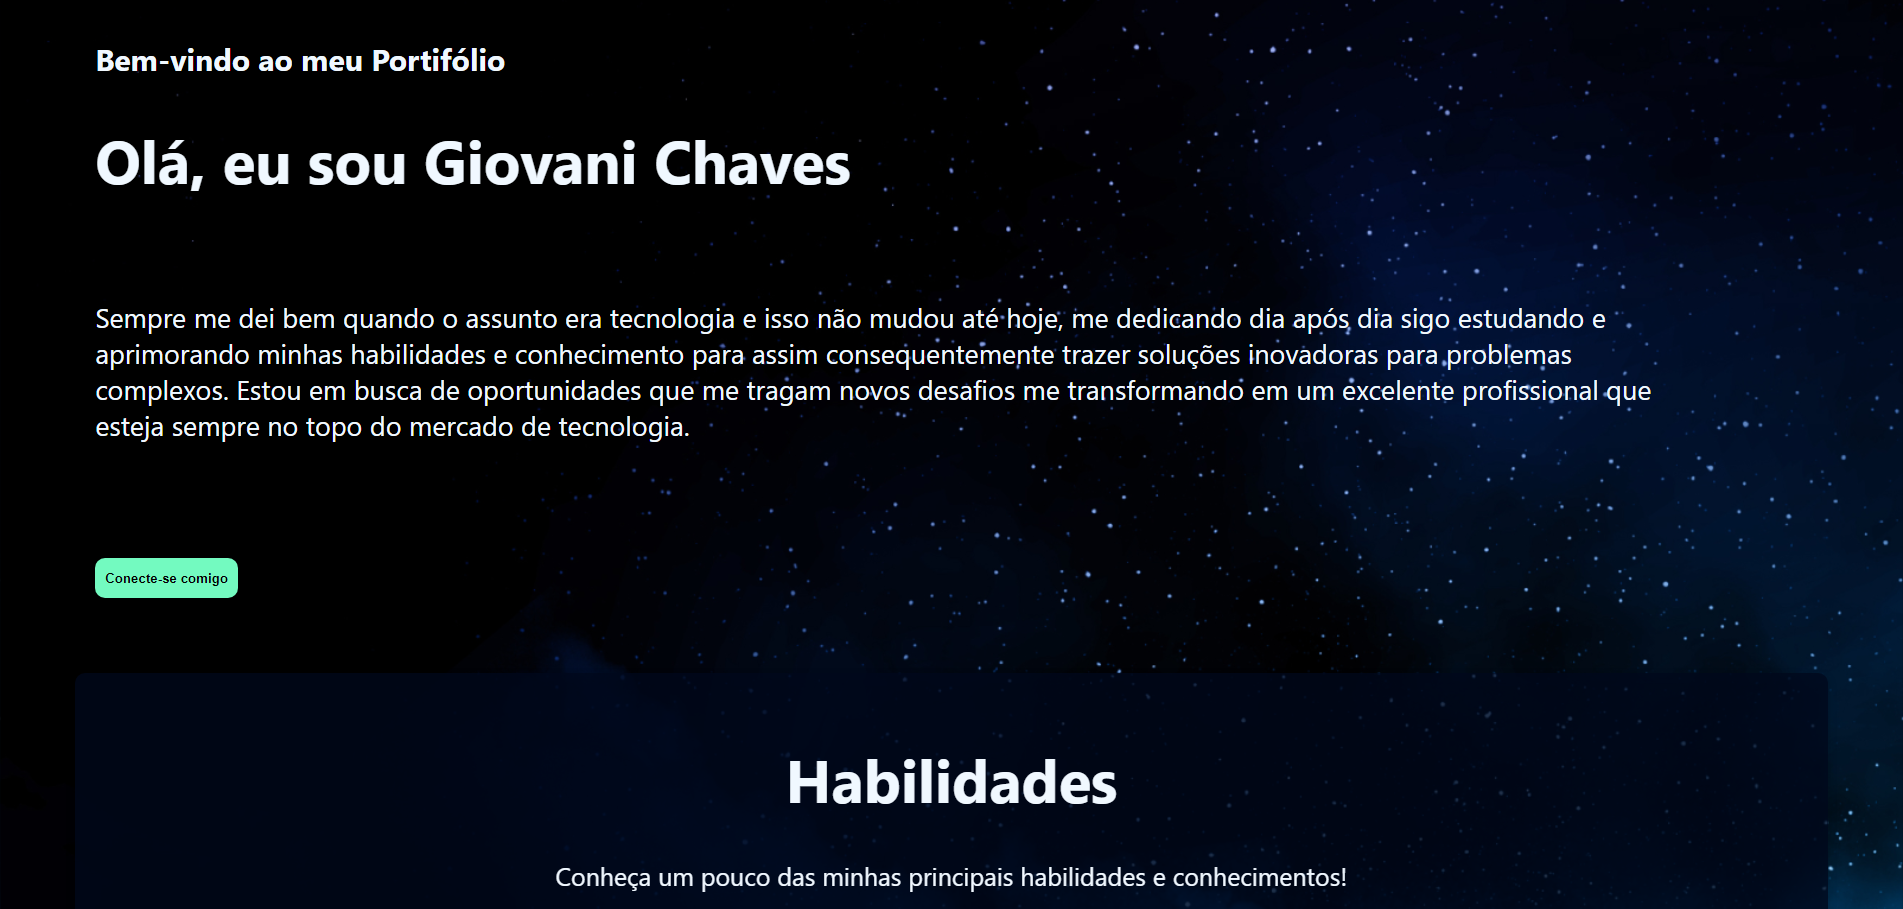 Bem-vindo ao meu Portifólio
Olá, eu sou Giovani Chaves
Sempre me dei bem quando o assunto era tecnologia e isso não mudou até hoje, me dedicando dia após dia sigo estudando e
aprimorando minhas habilidades e conhecimento para assim consequentemente trazer soluções inovadoras para problemas
complexos. Estou em busca de oportunidades que me tragam novos desafios me transformando em um excelente profissional que
esteja sempre no topo do mercado de tecnologia.
Conecte-se comigo
Habilidades
Conheça um pouco das minhas principais habilidades e conhecimentos!